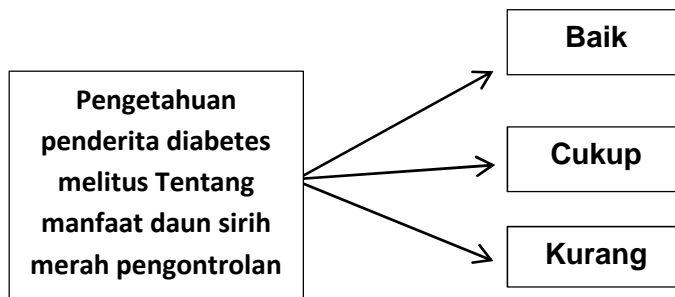 Pengetahuan
penderita diabetes
melitus Tentang
manfaat daun sirih
merah pengontrolan
Baik
Cukup
Kurang